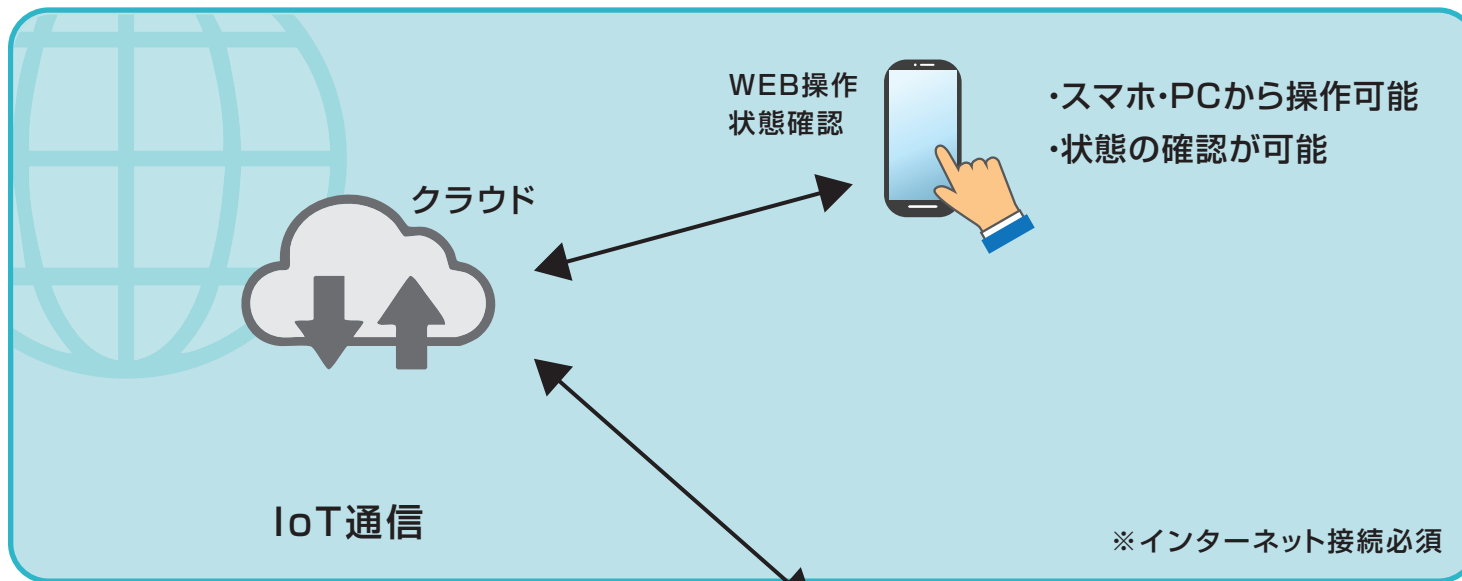 WEB操作
状態確認
・スマホ・PCから操作可能
・状態の確認が可能
クラウド
IoT通信
※インターネット接続必須